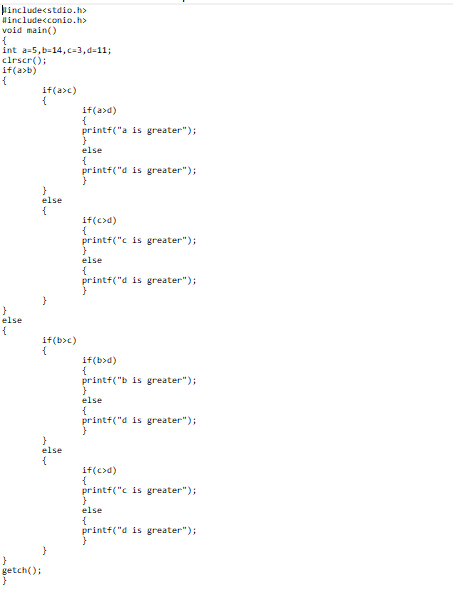 #include<stdio.h>
#include<conio.h>
void main()
{
int a=5,b=14,c=3,d=11;
clrscr();
if(a>b)
{
if(a>c)
{
if(a>d)
{
printf("a is greater");
}
else
{
printf("d is greater");
}
}
else
{
if(c>d)
{
printf("c is greater");
}
else
{
printf("d is greater");
}
}
}
else
{
if(b>c)
{
if(b>d)
{
printf("b is greater");
}
else
{
printf("d is greater");
}
}
else
{
if(c>d)
{
printf("c is greater");
}
else
{
printf("d is greater");
}
}
}
getch();
}